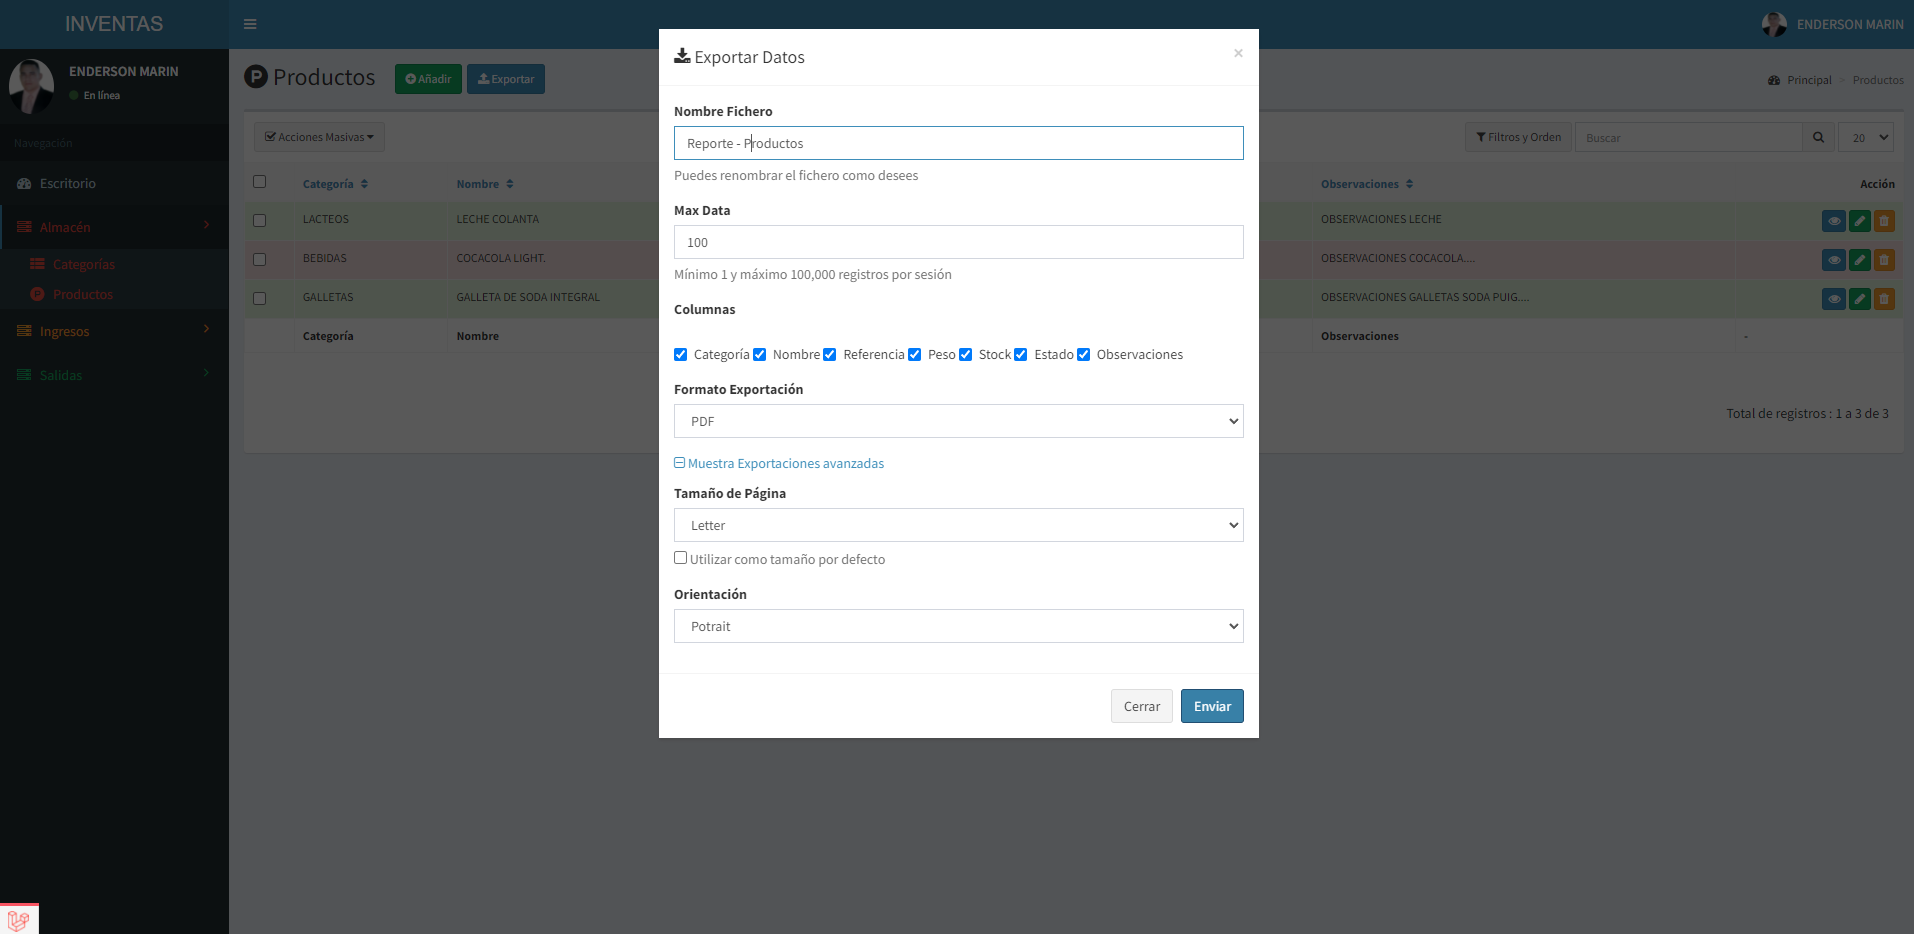 INVENTAS
ENDERSON MARIN
ENDERSON MARIN
En línea
Navegación
Escritorio
Almacén
Categorías
Productos
Ingresos
Salidas
Productos
Añadir
Exportar
Principal > Productos
Acciones Masivas
Filtros y Orden
Buscar
20
Categoría
Nombre
Observaciones
Acción
LACTEOS
LECHE COLANTA
OBSERVACIONES LECHE
BEBIDAS
COCACOLA LIGHT.
OBSERVACIONES COCACOLA....
GALLETAS
GALLETA DE SODA INTEGRAL
OBSERVACIONES GALLETAS SODA PUIG....
Categoría
Nombre
Observaciones
-
Total de registros : 1 a 3 de 3
Exportar Datos
×
Nombre Fichero
Reporte - Productos
Puedes renombrar el fichero como desees
Max Data
100
Mínimo 1 y máximo 100,000 registros por sesión
Columnas
Categoría Nombre Referencia Peso Stock Estado Observaciones
Formato Exportación
PDF
Muestra Exportaciones avanzadas
Tamaño de Página
Letter
Utilizar como tamaño por defecto
Orientación
Potrait
Cerrar
Enviar